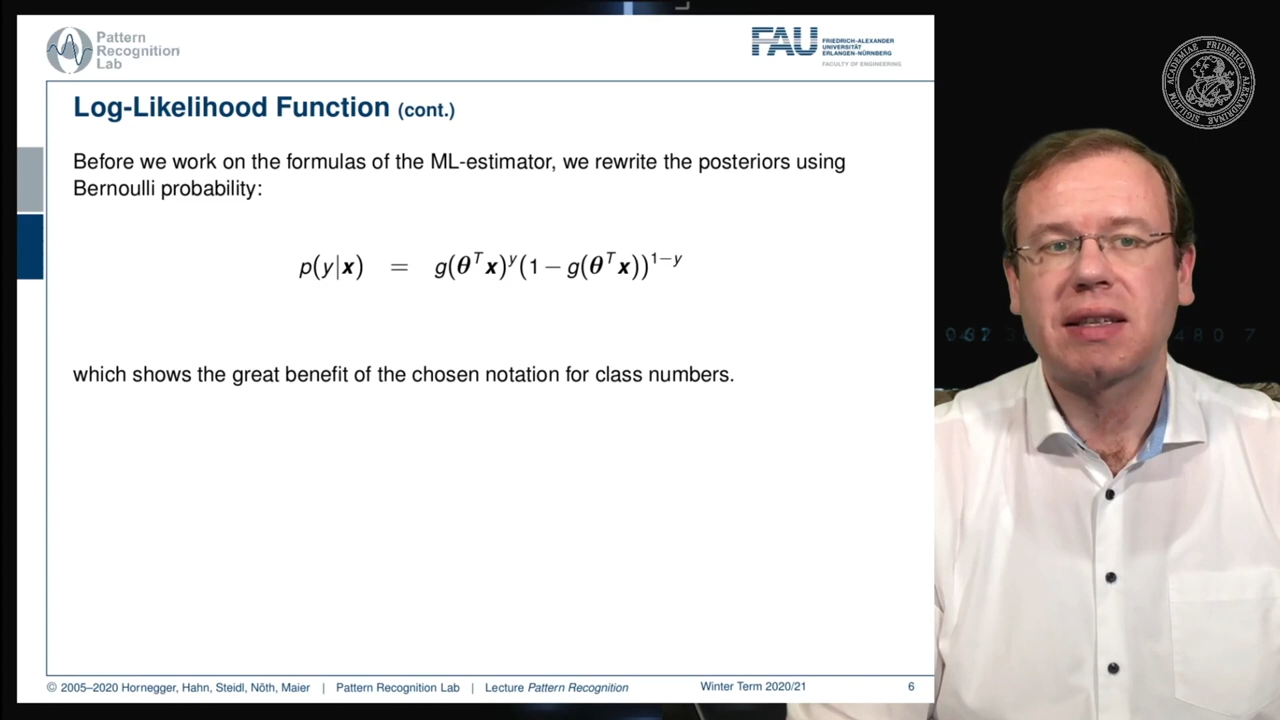 Pattern
Recognition
Lab
FAU
FRIEDRICH-ALEXANDER
UNIVERSITÄT
ERLANGEN-NÜRNBERG
FACULTY OF ENGINEERING
Log-Likelihood Function (cont.)
Before we work on the formulas of the ML-estimator, we rewrite the posteriors using
Bernoulli probability:
p(y|x) = g(θᵀx)ʸ(1 − g(θᵀx))¹⁻ʸ
which shows the great benefit of the chosen notation for class numbers.
© 2005–2020 Hornegger, Hahn, Steidl, Nöth, Maier | Pattern Recognition Lab | Lecture Pattern Recognition Winter Term 2020/21 6